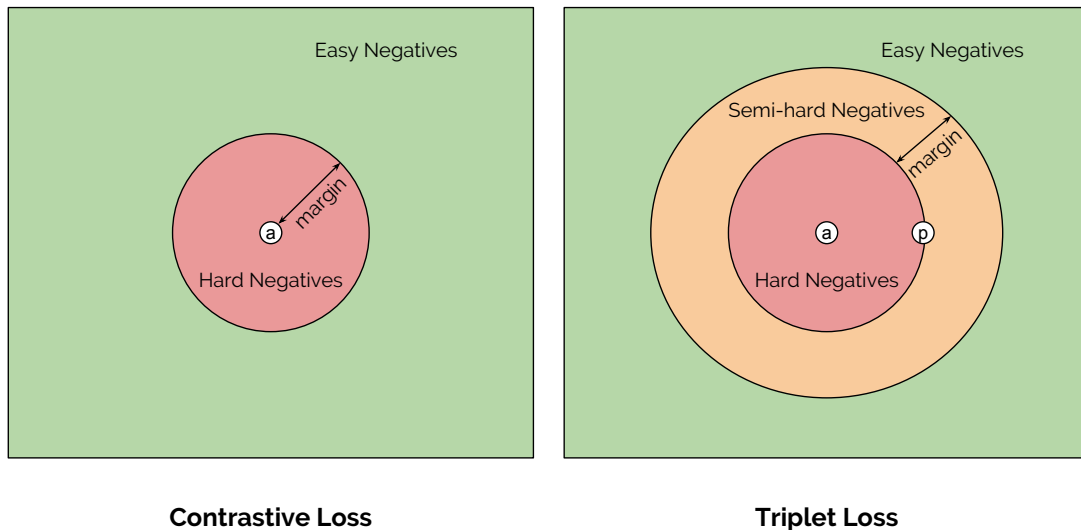 Easy Negatives
margin
a
Hard Negatives
Contrastive Loss
Easy Negatives
Semi-hard Negatives
margin
a
p
Hard Negatives
Triplet Loss